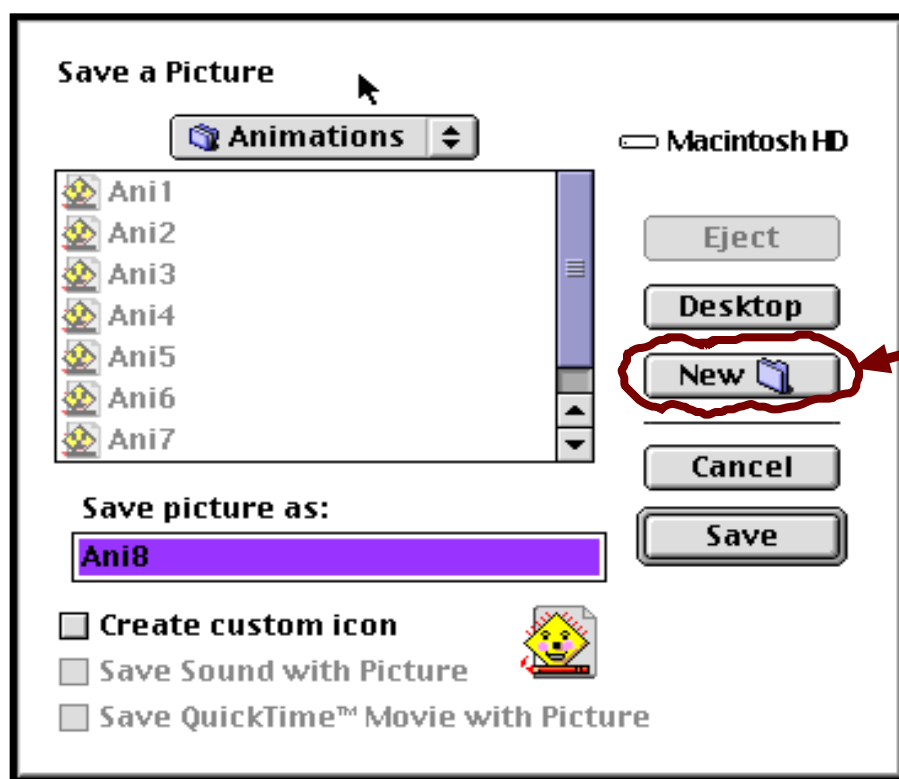 Save a Picture
Animations
Macintosh HD
Ani1
Ani2
Ani3
Ani4
Ani5
Ani6
Ani7
Eject
Desktop
New
Cancel
Save
Save picture as:
Ani8
Create custom icon
Save Sound with Picture
Save QuickTime™ Movie with Picture